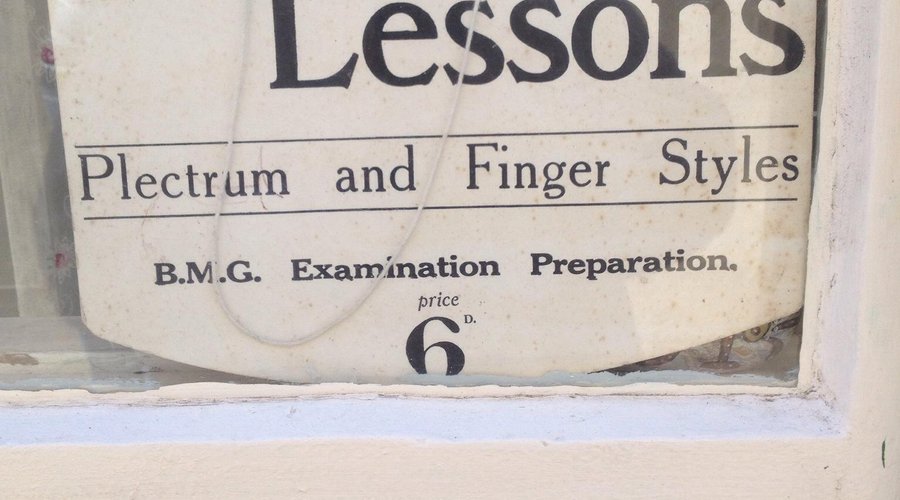 Lessons
Plectrum and Finger Styles
B.M.G. Examination Preparation.
price
6D.